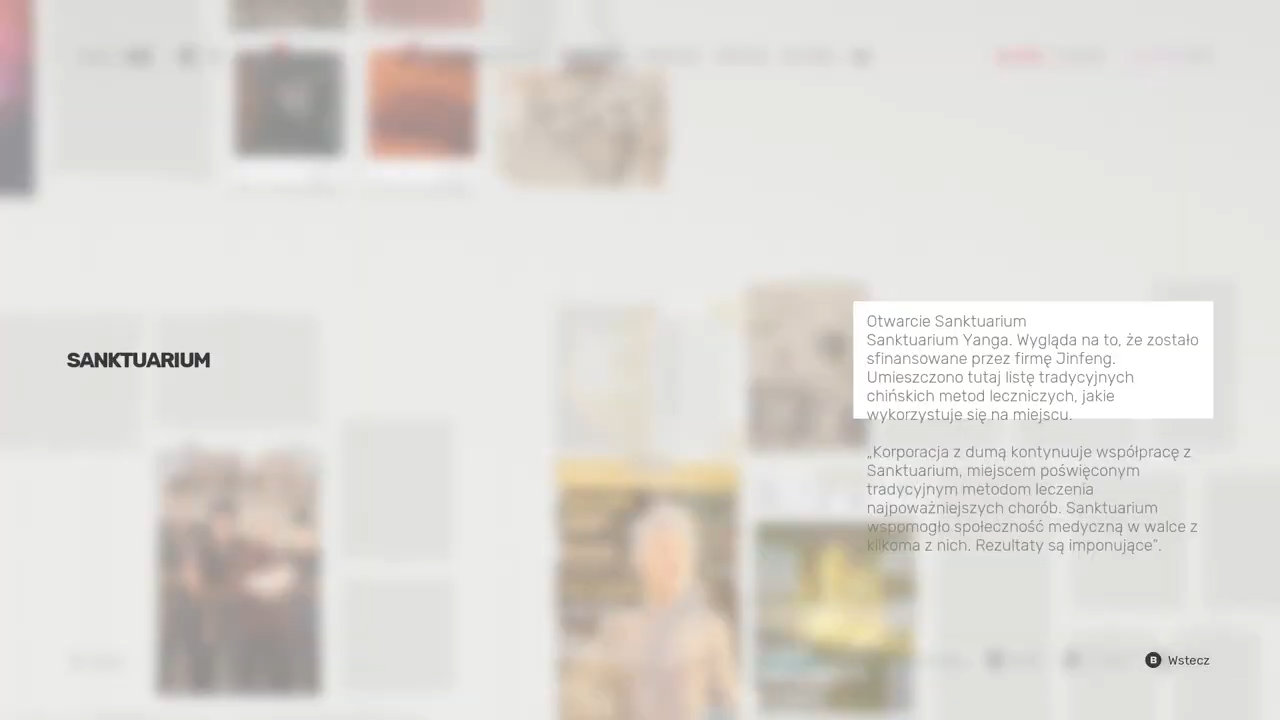 SANKTUARIUM
Otwarcie Sanktuarium
Sanktuarium Yanga. Wygląda na to, że zostało
sfinansowane przez firmę Jinfeng.
Umieszczono tutaj listę tradycyjnych
chińskich metod leczniczych, jakie
wykorzystuje się na miejscu.
„Korporacja z dumą kontynuuje współpracę z
Sanktuarium, miejscem poświęconym
tradycyjnym metodom leczenia
najpoważniejszych chorób. Sanktuarium
wspomogło społeczność medyczną w walce z
kilkoma z nich. Rezultaty są imponujące”.
B Wstecz